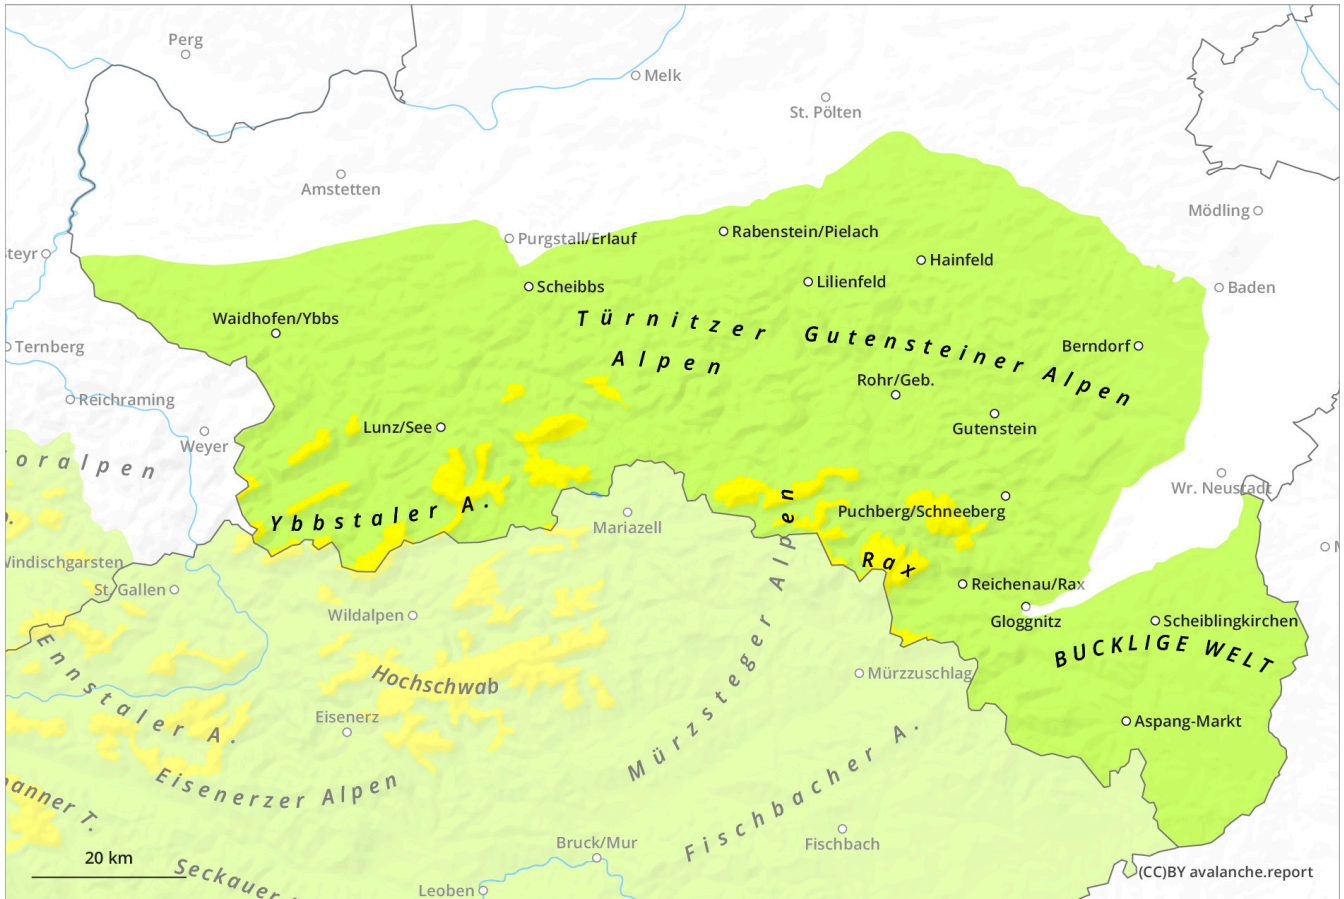 Perg
Melk
St. Pölten
Amstetten
Mödling
Purgstall/Erlauf
Rabenstein/Pielach
Steyr
Hainfeld
Lilienfeld
Baden
Scheibbs
Waidhofen/Ybbs
Türnitzer
Alpen
Gutensteiner Alpen
Berndorf
Ternberg
Rohr/Geb.
Reichraming
Lunz/See
Gutenstein
Weyer
oralpen
Wr. Neustadt
Ybbstaler A.
Puchberg/Schneeberg
Mariazell
Rax
Windischgarsten
St. Gallen
Reichenau/Rax
Wildalpen
Gloggnitz
Scheiblingkirchen
BUCKLIGE WELT
Hochschwab
Mürzzuschlag
Ennstaler A.
Eisenerz
Mürzsteger Alpen
Aspang-Markt
Eisenerzer Alpen
anner T.
Fischbacher A.
Bruck/Mur
Fischbach
20 km
Seckauer
Leoben
(CC)BY avalanche.report